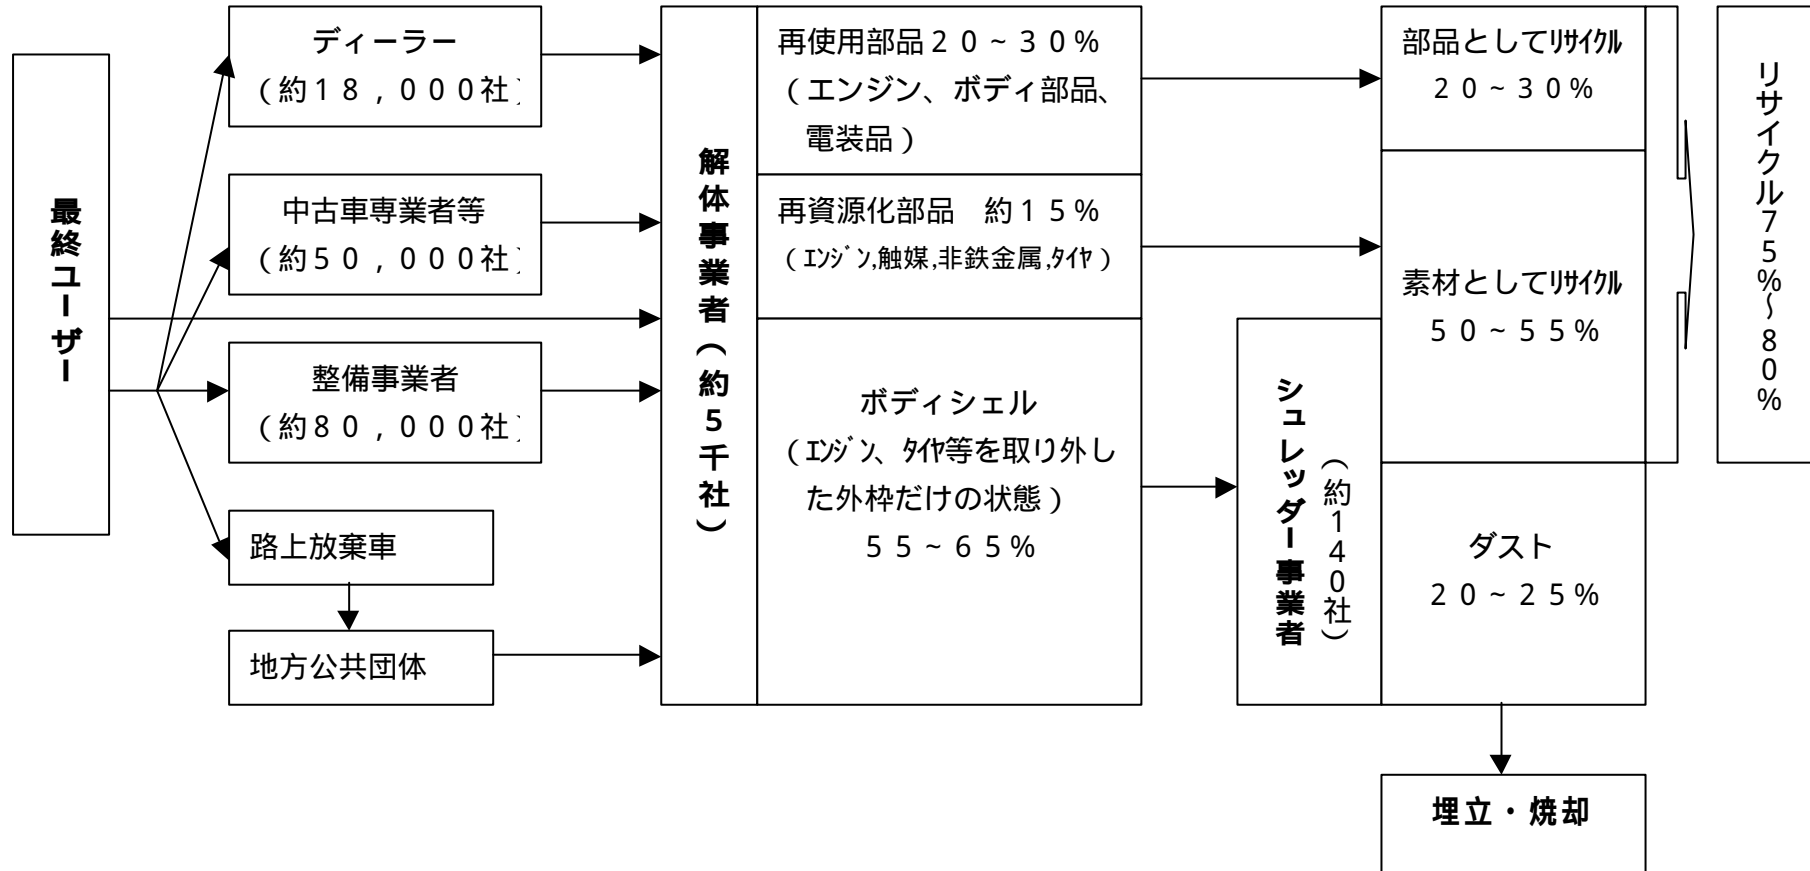 最終ユーザー
ディーラー
（約１８，０００社）
中古車専業者等
（約５０，０００社）
整備事業者
（約８０，０００社）
路上放棄車
地方公共団体
解体事業者（約５千社）
再使用部品２０～３０％
（エンジン、ボディ部品、
電装品）
再資源化部品　約１５％
（ｴﾝｼﾞﾝ,触媒,非鉄金属,ﾀｲﾔ）
ボディシェル
（ｴﾝｼﾞﾝ、ﾀｲﾔ等を取り外し
た外枠だけの状態）
５５～６５％
シュレッダー事業者
（約１４０社）
部品としてﾘｻｲｸﾙ
２０～３０％
素材としてﾘｻｲｸﾙ
５０～５５％
ダスト
２０～２５％
埋立・焼却
リサイクル７５％～８０％